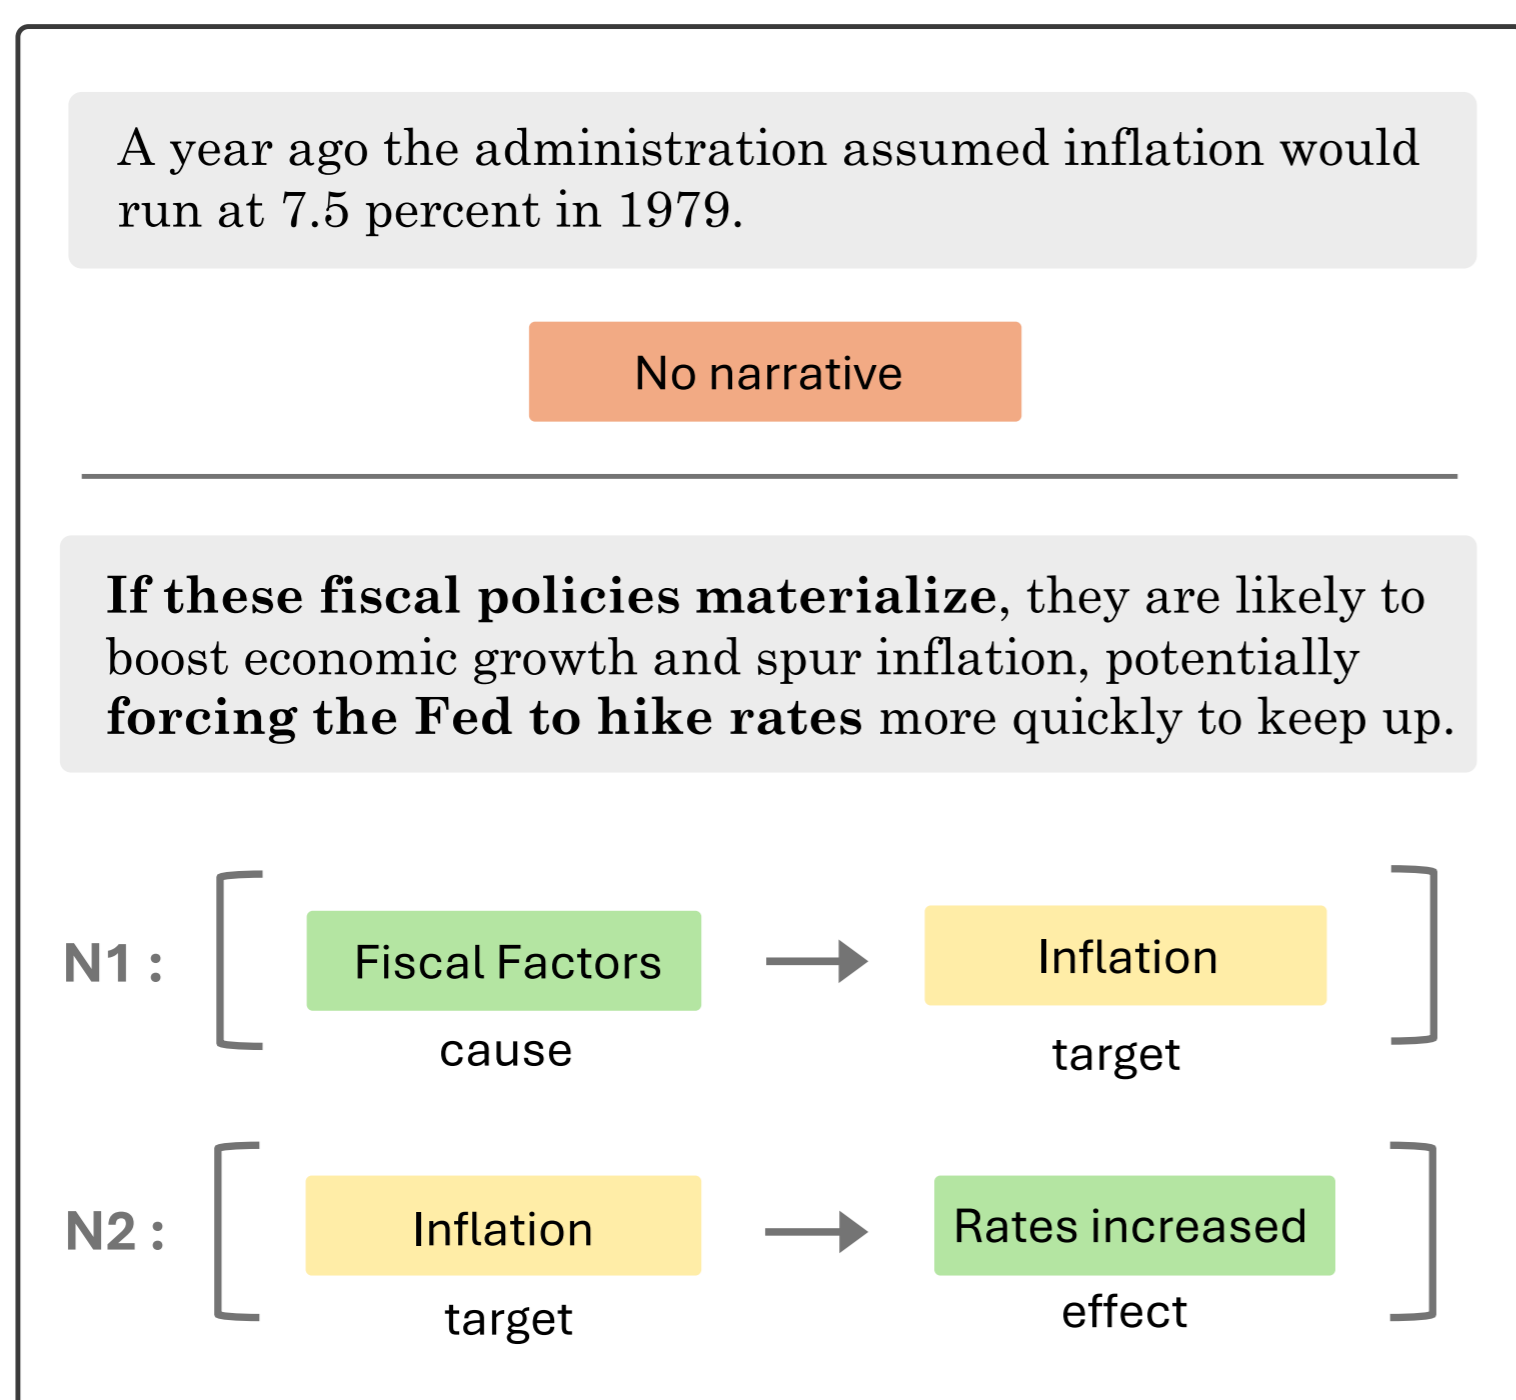 A year ago the administration assumed inflation would
run at 7.5 percent in 1979.
No narrative
If these fiscal policies materialize, they are likely to
boost economic growth and spur inflation, potentially
forcing the Fed to hike rates more quickly to keep up.
N1 :
Fiscal Factors
Inflation
cause
target
N2 :
Inflation
Rates increased
target
effect